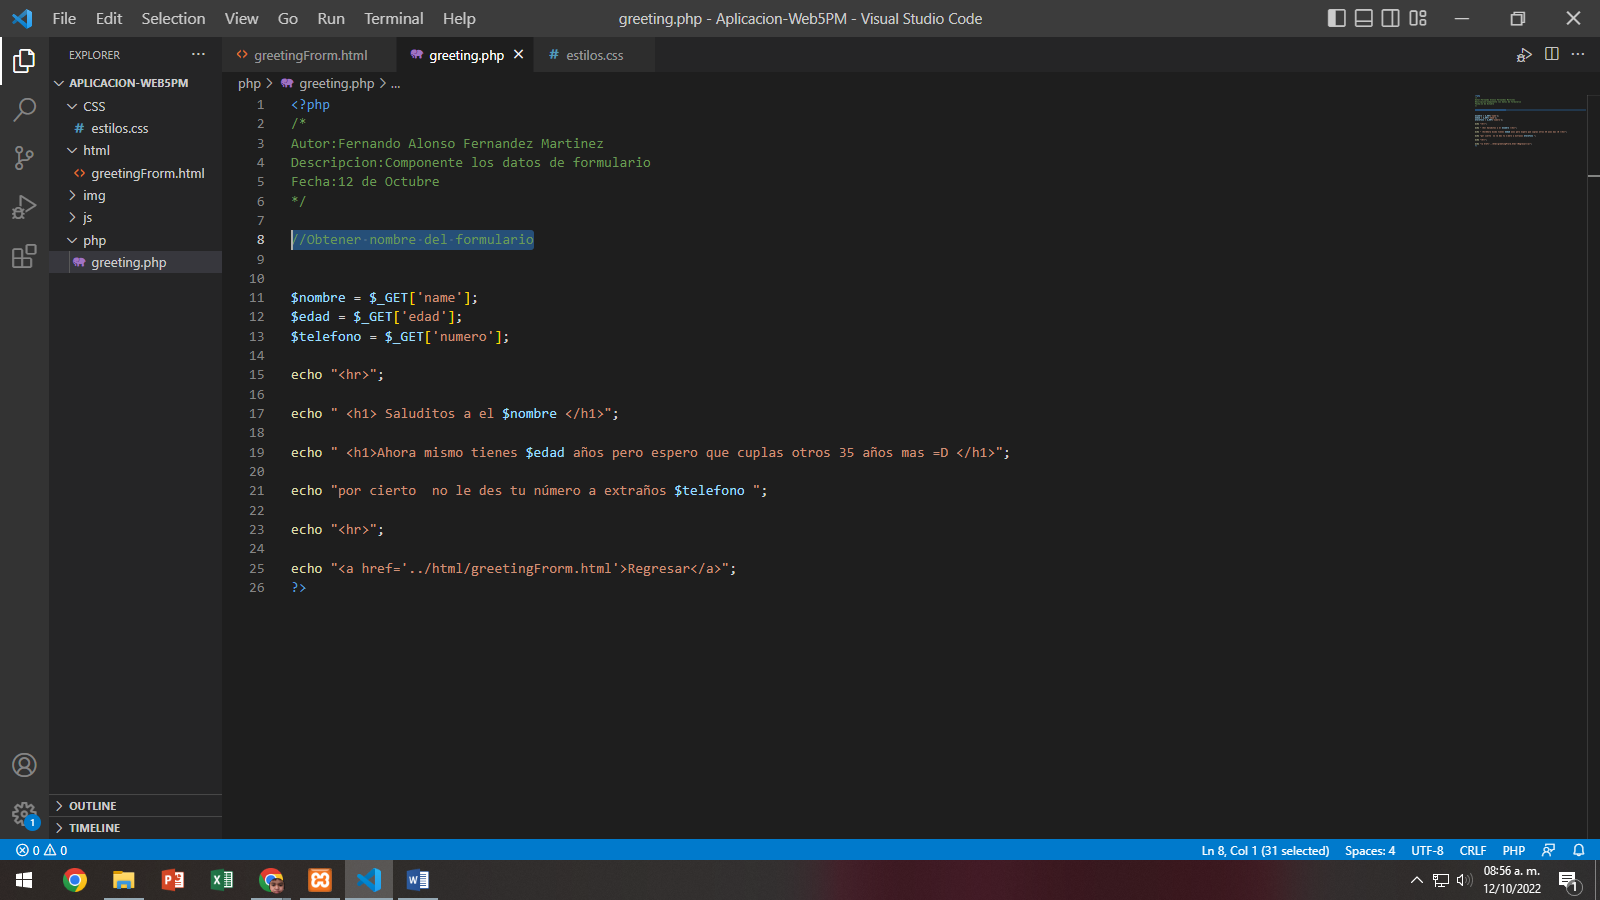 File Edit Selection View Go Run Terminal Help
greeting.php - Aplicacion-Web5PM - Visual Studio Code
EXPLORER
APLICACION-WEB5PM
CSS
# estilos.css
html
<> greetingFrorm.html
img
js
php
greeting.php
OUTLINE
TIMELINE
<> greetingFrorm.html
greeting.php
# estilos.css
php > greeting.php > ...
1 <?php
2 /*
3 Autor:Fernando Alonso Fernandez Martinez
4 Descripcion:Componente los datos de formulario
5 Fecha:12 de Octubre
6 */
7
8 //Obtener nombre del formulario
9
10
11 $nombre = $_GET['name'];
12 $edad = $_GET['edad'];
13 $telefono = $_GET['numero'];
14
15 echo "<hr>";
16
17 echo " <h1> Saluditos a el $nombre </h1>";
18
19 echo " <h1>Ahora mismo tienes $edad años pero espero que cuplas otros 35 años mas =D </h1>";
20
21 echo "por cierto  no le des tu número a extraños $telefono ";
22
23 echo "<hr>";
24
25 echo "<a href='../html/greetingFrorm.html'>Regresar</a>";
26 ?>
1
0 0
Ln 8, Col 1 (31 selected) Spaces: 4 UTF-8 CRLF PHP
08:56 a. m.
12/10/2022
1